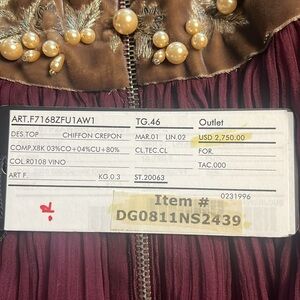 ART.F7168ZFU1AW1 TG.46 Outlet
DES.TOP CHIFFON CREPON MAR.01 LIN.02 USD 2,750.00
COMP.X8K 03%CO+04%CU+80% CL.TEC.CL FOR.
COL.R0108 VINO TAC.000
ART F. KG.0.3 ST.20063
0231996
Item #
DG0811NS2439